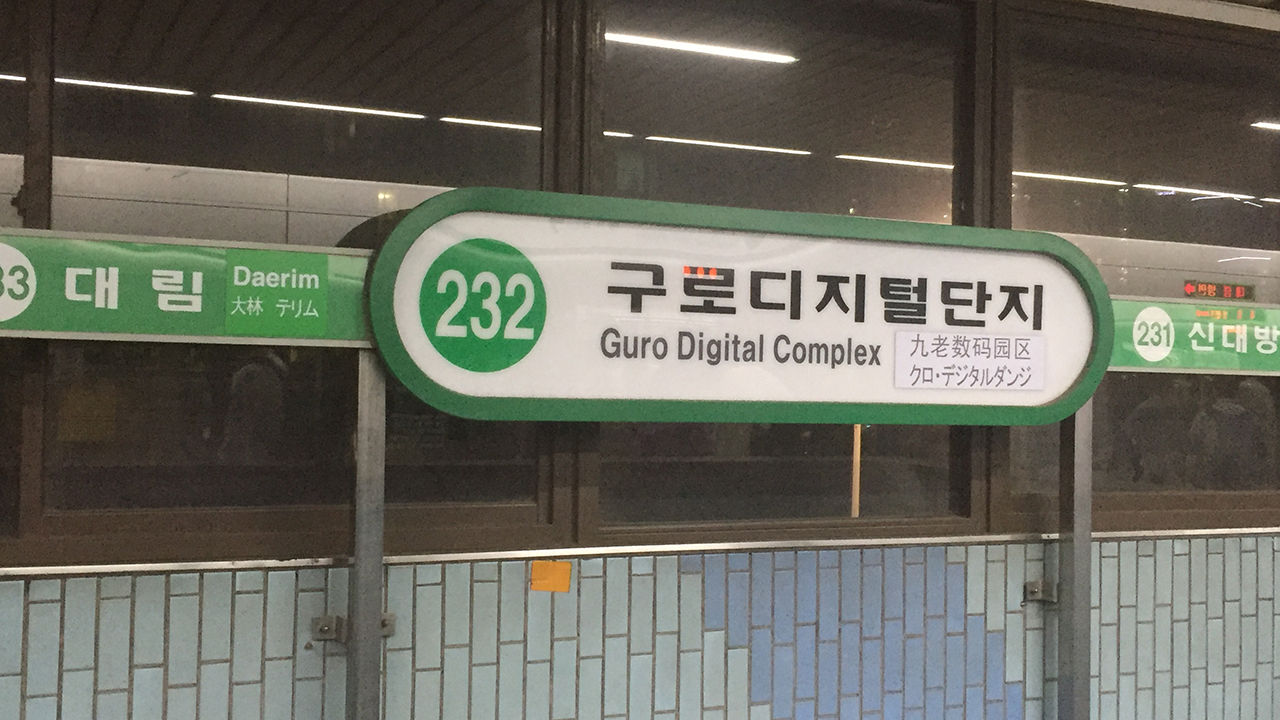 33
대림
Daerim
大林 テリム
232
구로디지털단지
Guro Digital Complex
九老数码园区
クロ・デジタルダンジ
231
신대방